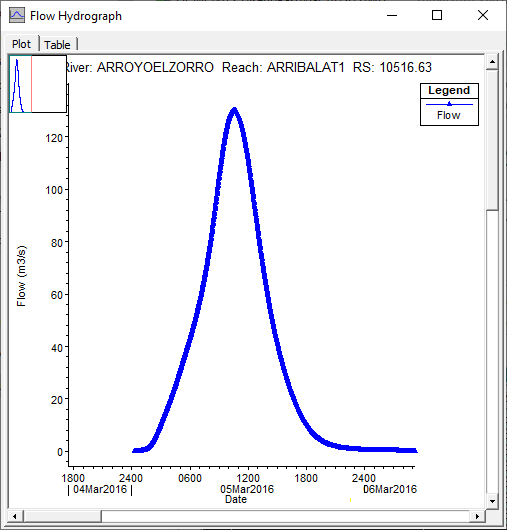 Flow Hydrograph
Plot Table
River: ARROYOELZORRO Reach: ARRIBALAT1 RS: 10516.63
Legend
Flow
120
100
80
60
40
20
0
Flow (m3/s)
1800 2400 0600 1200 1800 2400
04Mar2016 05Mar2016 06Mar2016
Date